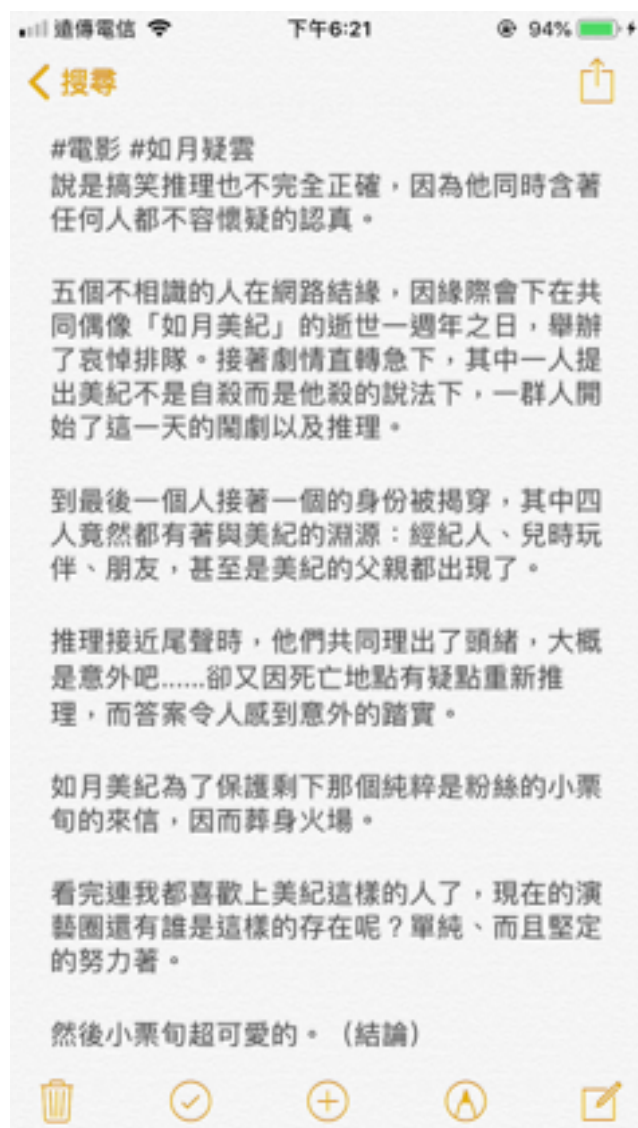 遠傳電信
下午6:21
94%
搜尋
#電影 #如月疑雲
說是搞笑推理也不完全正確，因為他同時含著
任何人都不容懷疑的認真。
五個不相識的人在網路結緣，因緣際會下在共
同偶像「如月美紀」的逝世一週年之日，舉辦
了哀悼排隊。接著劇情直轉急下，其中一人提
出美紀不是自殺而是他殺的說法下，一群人開
始了這一天的鬧劇以及推理。
到最後一個人接著一個的身份被揭穿，其中四
人竟然都有著與美紀的淵源：經紀人、兒時玩
伴、朋友，甚至是美紀的父親都出現了。
推理接近尾聲時，他們共同理出了頭緒，大概
是意外吧......卻又因死亡地點有疑點重新推
理，而答案令人感到意外的踏實。
如月美紀為了保護剩下那個純粹是粉絲的小栗
旬的來信，因而葬身火場。
看完連我都喜歡上美紀這樣的人了，現在的演
藝圈還有誰是這樣的存在呢？單純、而且堅定
的努力著。
然後小栗旬超可愛的。（結論）